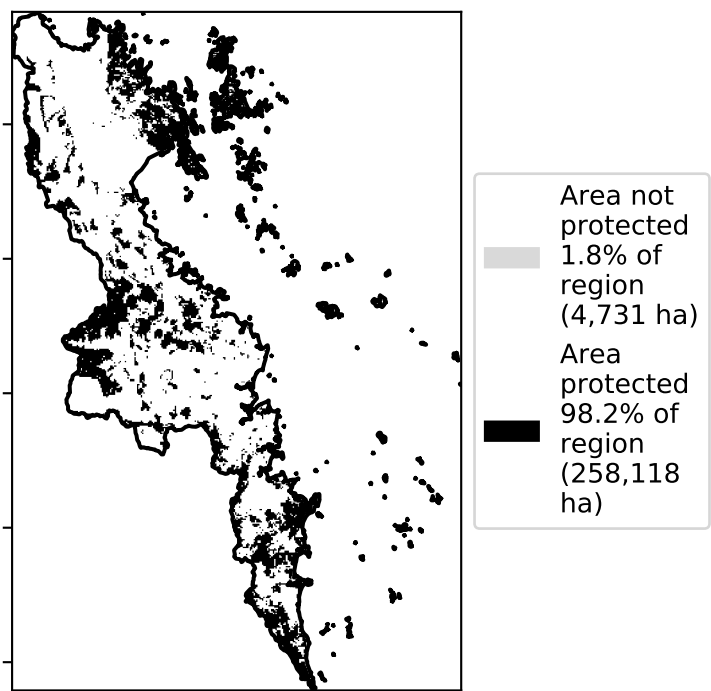 Area not
protected
1.8% of
region
(4,731 ha)
Area
protected
98.2% of
region
(258,118
ha)